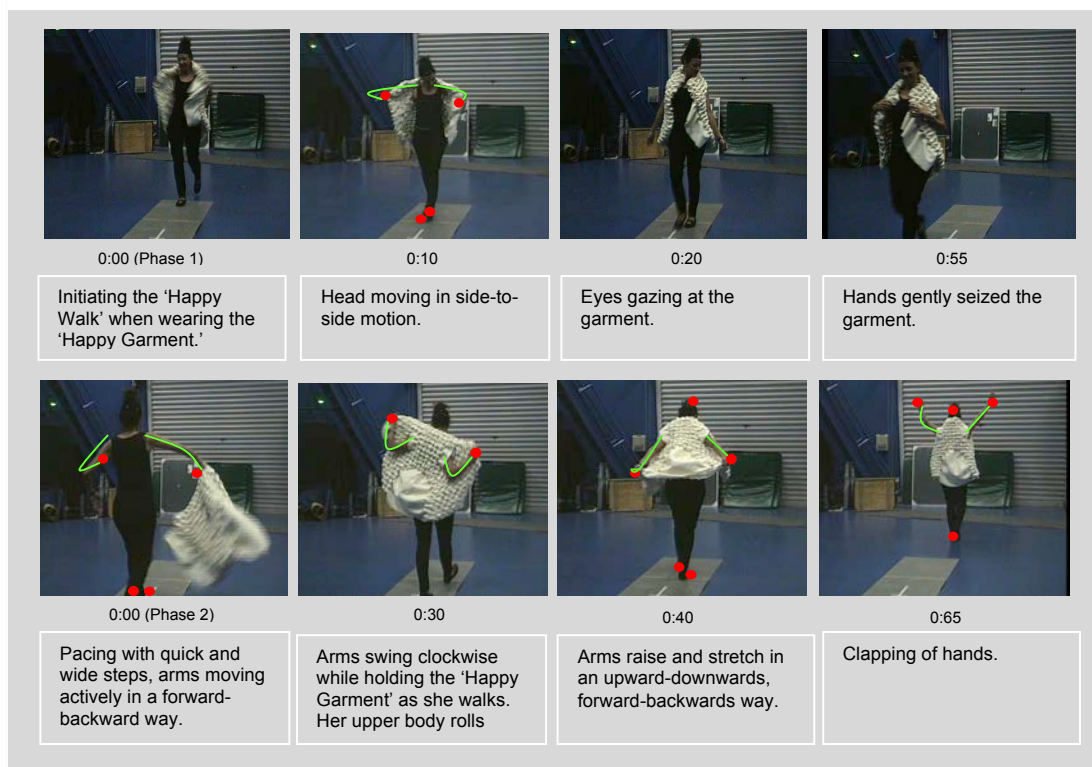 0:00 (Phase 1)
0:10
0:20
0:55
Initiating the ‘Happy
Walk’ when wearing the
‘Happy Garment.’
Head moving in side-to-
side motion.
Eyes gazing at the
garment.
Hands gently seized the
garment.
0:00 (Phase 2)
0:30
0:40
0:65
Pacing with quick and
wide steps, arms moving
actively in a forward-
backward way.
Arms swing clockwise
while holding the ‘Happy
Garment’ as she walks.
Her upper body rolls
Arms raise and stretch in
an upward-downwards,
forward-backwards way.
Clapping of hands.